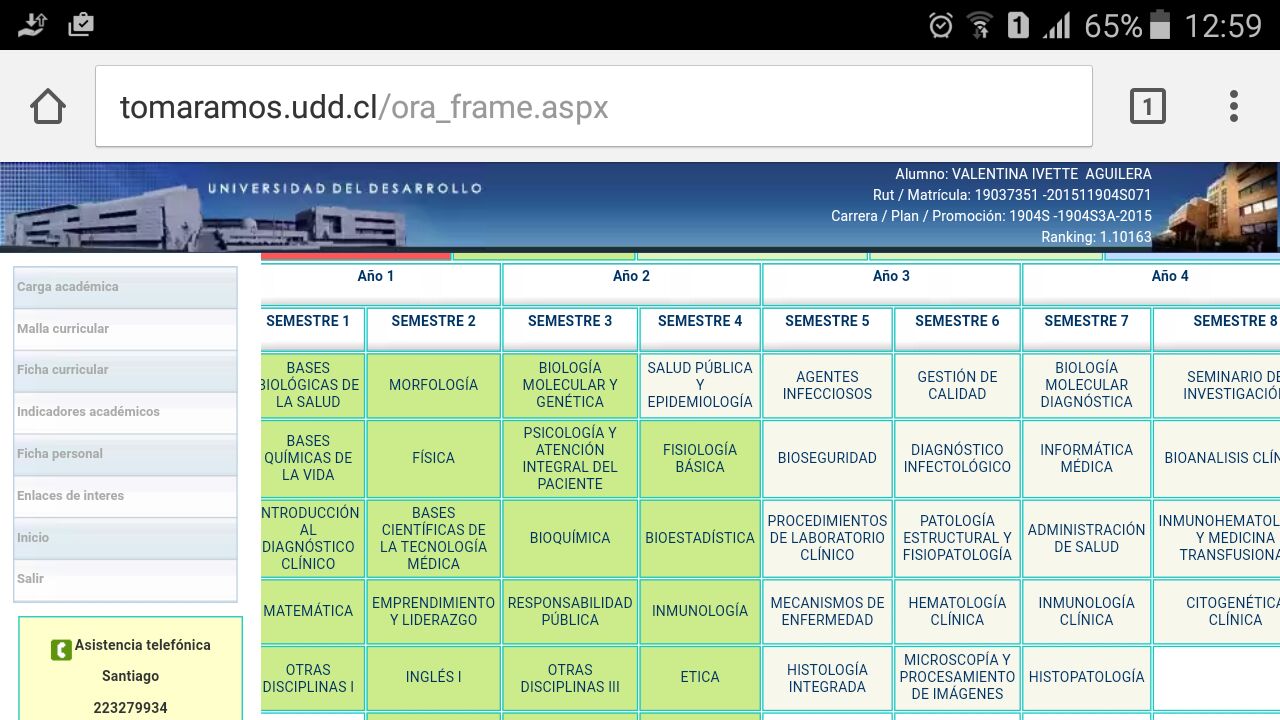 1 65% 12:59
tomaramos.udd.cl/ora_frame.aspx
1
UNIVERSIDAD DEL DESARROLLO
Alumno: VALENTINA IVETTE AGUILERA
Rut / Matrícula: 19037351 -201511904S071
Carrera / Plan / Promoción: 1904S -1904S3A-2015
Ranking: 1.10163
Carga académica
Malla curricular
Ficha curricular
Indicadores académicos
Ficha personal
Enlaces de interes
Inicio
Salir
Asistencia telefónica
Santiago
223279934
Año 1 Año 2 Año 3 Año 4
SEMESTRE 1 SEMESTRE 2 SEMESTRE 3 SEMESTRE 4 SEMESTRE 5 SEMESTRE 6 SEMESTRE 7 SEMESTRE 8
BASES
BIOLÓGICAS DE
LA SALUD
MORFOLOGÍA
BIOLOGÍA
MOLECULAR Y
GENÉTICA
SALUD PÚBLICA
Y
EPIDEMIOLOGÍA
AGENTES
INFECCIOSOS
GESTIÓN DE
CALIDAD
BIOLOGÍA
MOLECULAR
DIAGNÓSTICA
SEMINARIO DE
INVESTIGACIÓ
BASES
QUÍMICAS DE
LA VIDA
FÍSICA
PSICOLOGÍA Y
ATENCIÓN
INTEGRAL DEL
PACIENTE
FISIOLOGÍA
BÁSICA
BIOSEGURIDAD
DIAGNÓSTICO
INFECTOLÓGICO
INFORMÁTICA
MÉDICA
BIOANALISIS CLÍN
NTRODUCCIÓN
AL
DIAGNÓSTICO
CLÍNICO
BASES
CIENTÍFICAS DE
LA TECNOLOGÍA
MÉDICA
BIOQUÍMICA
BIOESTADÍSTICA
PROCEDIMIENTOS
DE LABORATORIO
CLÍNICO
PATOLOGÍA
ESTRUCTURAL Y
FISIOPATOLOGÍA
ADMINISTRACIÓN
DE SALUD
INMUNOHEMATOL
Y MEDICINA
TRANSFUSIONA
MATEMÁTICA
EMPRENDIMIENTO
Y LIDERAZGO
RESPONSABILIDAD
PÚBLICA
INMUNOLOGÍA
MECANISMOS DE
ENFERMEDAD
HEMATOLOGÍA
CLÍNICA
INMUNOLOGÍA
CLÍNICA
CITOGENÉTICA
CLÍNICA
OTRAS
DISCIPLINAS I
INGLÉS I
OTRAS
DISCIPLINAS III
ETICA
HISTOLOGÍA
INTEGRADA
MICROSCOPÍA Y
PROCESAMIENTO
DE IMÁGENES
HISTOPATOLOGÍA